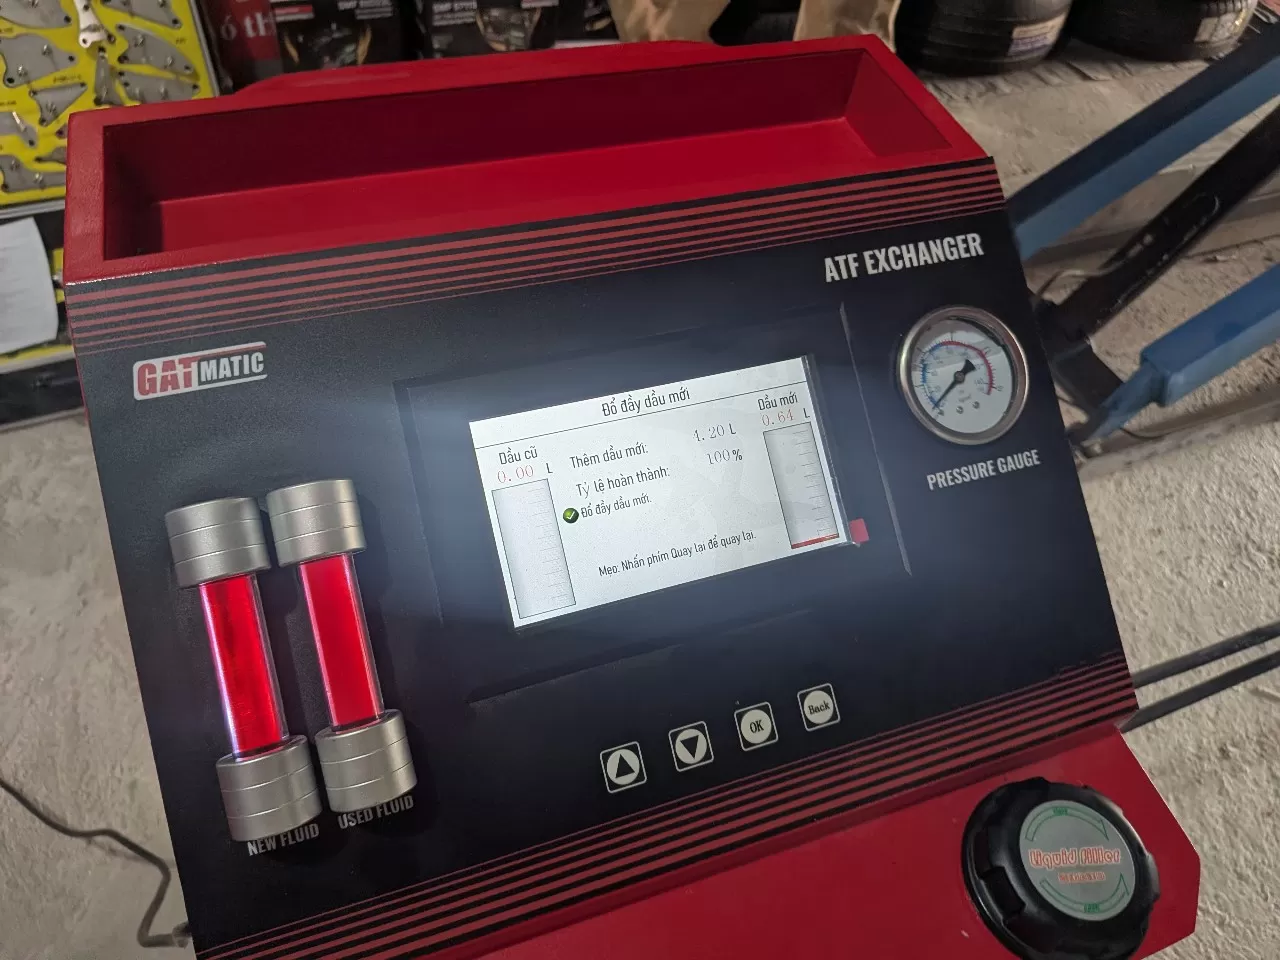 ATF EXCHANGER
GATMATIC
PRESSURE GAUGE
Đổ đầy dầu mới
Dầu cũ
0.00 L
Thêm dầu mới: 4.20 L
Tỷ lệ hoàn thành: 100%
Đổ đầy dầu mới.
Dầu mới
0.64 L
Mẹo: Nhấn phím Quay lại để quay lại.
OK
Back
NEW FLUID
USED FLUID
Liquid filler